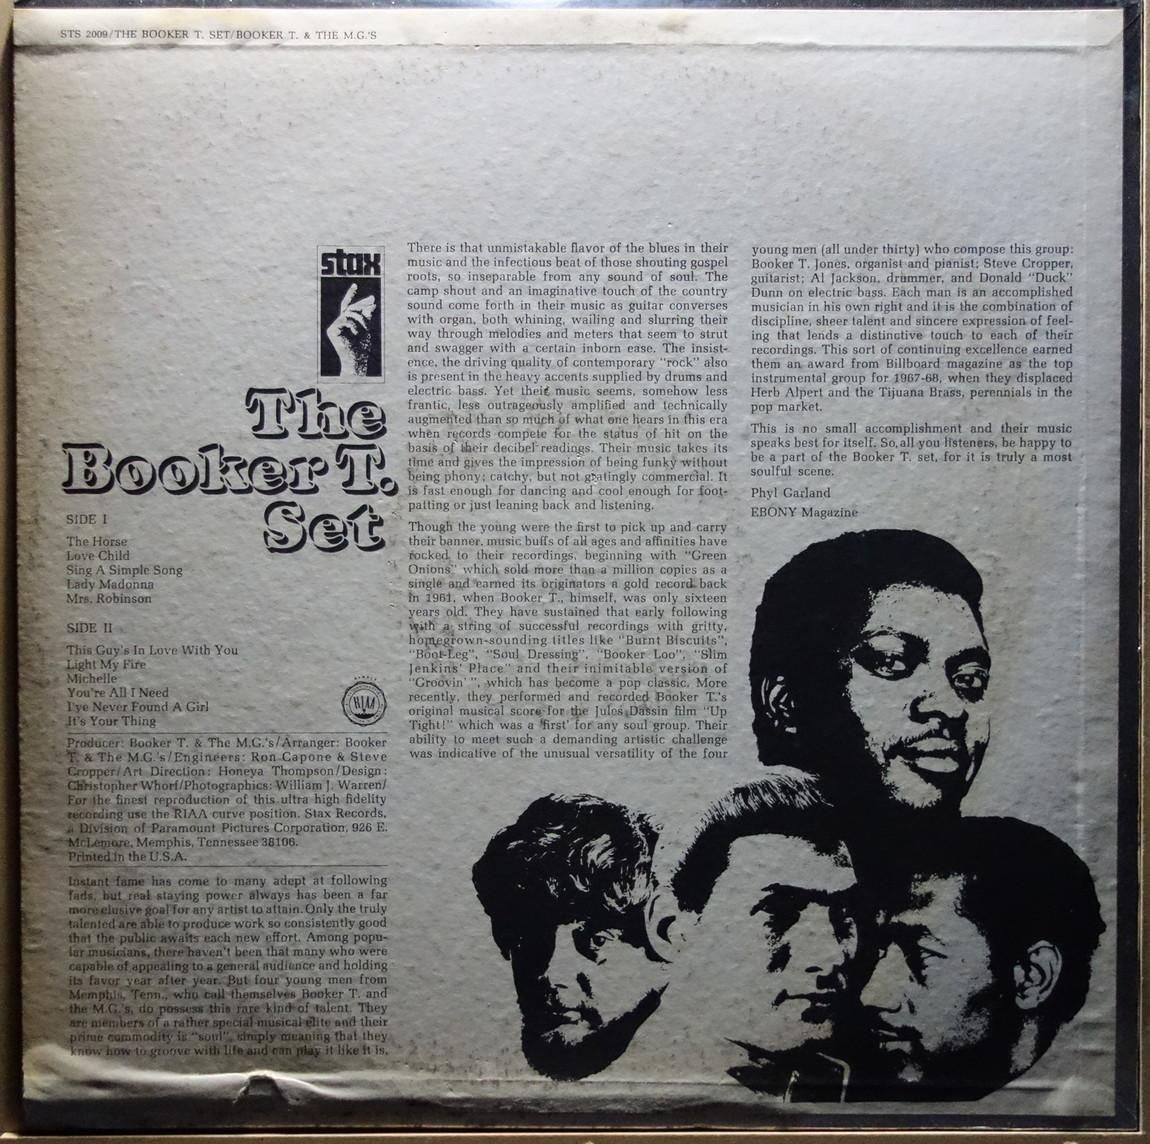 STS 2009/THE BOOKER T. SET/BOOKER T. & THE M.G.'S
stax
The
Booker T.
Set
SIDE I
The Horse
Love Child
Sing A Simple Song
Lady Madonna
Mrs. Robinson
SIDE II
This Guy's In Love With You
Light My Fire
Michelle
You're All I Need
I've Never Found A Girl
It's Your Thing
RIAA
Producer: Booker T. & The M.G.'s/Arranger: Booker
T. & The M.G.'s/Engineers: Ron Capone & Steve
Cropper/Art Direction: Honeya Thompson/Design:
Christopher Whorf/Photographics: William J. Warren/
For the finest reproduction of this ultra high fidelity
recording use the RIAA curve position. Stax Records,
a Division of Paramount Pictures Corporation, 926 E.
McLemore, Memphis, Tennessee 38106.
Printed in the U.S.A.
Instant fame has come to many adept at following
fads, but real staying power always has been a far
more elusive goal for any artist to attain. Only the truly
talented are able to produce work so consistently good
that the public awaits each new effort. Among popu-
lar musicians, there haven't been that many who were
capable of appealing to a general audience and holding
its favor year after year. But four young men from
Memphis, Tenn., who call themselves Booker T. and
the M.G.'s, do possess this rare kind of talent. They
are members of a rather special musical elite and their
prime commodity is "soul", simply meaning that they
know how to groove with life and can play it like it is.
There is that unmistakable flavor of the blues in their
music and the infectious beat of those shouting gospel
roots, so inseparable from any sound of soul. The
camp shout and an imaginative touch of the country
sound come forth in their music as guitar converses
with organ, both whining, wailing and slurring their
way through melodies and meters that seem to strut
and swagger with a certain inborn ease. The insist-
ence, the driving quality of contemporary "rock" also
is present in the heavy accents supplied by drums and
electric bass. Yet their music seems, somehow less
frantic, less outrageously amplified and technically
augmented than so much of what one hears in this era
when records compete for the status of hit on the
basis of their decibel readings. Their music takes its
time and gives the impression of being funky without
being phony; catchy, but not gratingly commercial. It
is fast enough for dancing and cool enough for foot-
patting or just leaning back and listening.
Though the young were the first to pick up and carry
their banner, music buffs of all ages and affinities have
rocked to their recordings, beginning with "Green
Onions" which sold more than a million copies as a
single and earned its originators a gold record back
in 1961, when Booker T., himself, was only sixteen
years old. They have sustained that early following
with a string of successful recordings with gritty,
homegrown-sounding titles like "Burnt Biscuits",
"Boot-Leg", "Soul Dressing", "Booker Loo", "Slim
Jenkins' Place" and their inimitable version of
"Groovin' ", which has become a pop classic. More
recently, they performed and recorded Booker T.'s
original musical score for the Jules Dassin film "Up
Tight!" which was a 'first' for any soul group. Their
ability to meet such a demanding artistic challenge
was indicative of the unusual versatility of the four
young men (all under thirty) who compose this group:
Booker T. Jones, organist and pianist; Steve Cropper,
guitarist; Al Jackson, drummer, and Donald "Duck"
Dunn on electric bass. Each man is an accomplished
musician in his own right and it is the combination of
discipline, sheer talent and sincere expression of feel-
ing that lends a distinctive touch to each of their
recordings. This sort of continuing excellence earned
them an award from Billboard magazine as the top
instrumental group for 1967-68, when they displaced
Herb Alpert and the Tijuana Brass, perennials in the
pop market.
This is no small accomplishment and their music
speaks best for itself. So, all you listeners, be happy to
be a part of the Booker T. set, for it is truly a most
soulful scene.
Phyl Garland
EBONY Magazine